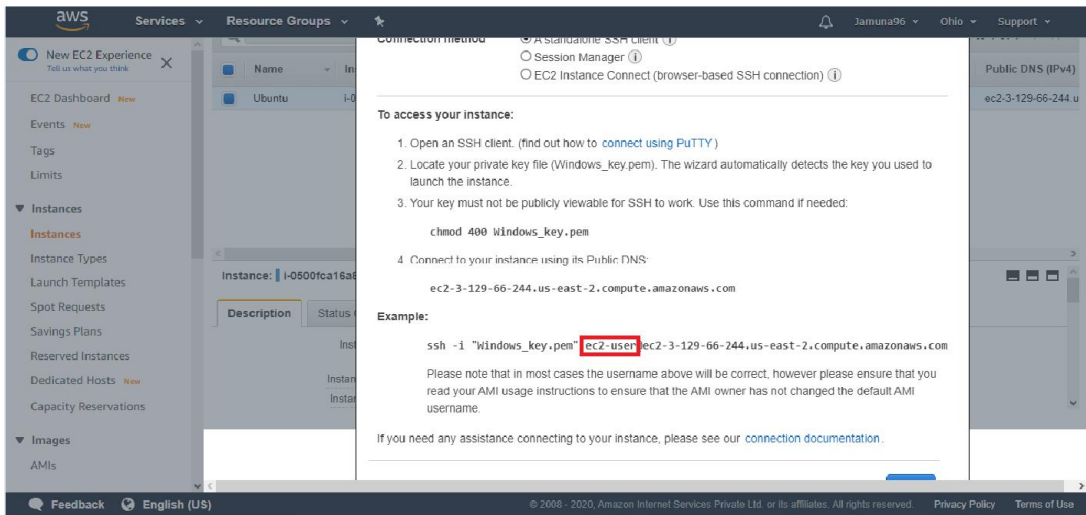 aws
Services
Resource Groups
Jamuna96
Ohio
Support
New EC2 Experience
Tell us what you think
EC2 Dashboard New
Events New
Tags
Limits
Instances
Instances
Instance Types
Launch Templates
Spot Requests
Savings Plans
Reserved Instances
Dedicated Hosts New
Capacity Reservations
Images
AMIs
Name
Ubuntu
Public DNS (IPv4)
ec2-3-129-66-244.u
Instance: i-0500fca16a8
Description
Status
Connection method
A standalone SSH client
Session Manager
EC2 Instance Connect (browser-based SSH connection)
To access your instance:
1. Open an SSH client. (find out how to connect using PuTTY)
2. Locate your private key file (Windows_key.pem). The wizard automatically detects the key you used to
launch the instance.
3. Your key must not be publicly viewable for SSH to work. Use this command if needed:
chmod 400 Windows_key.pem
4. Connect to your instance using its Public DNS:
ec2-3-129-66-244.us-east-2.compute.amazonaws.com
Example:
ssh -i "Windows_key.pem" ec2-user@ec2-3-129-66-244.us-east-2.compute.amazonaws.com
Please note that in most cases the username above will be correct, however please ensure that you
read your AMI usage instructions to ensure that the AMI owner has not changed the default AMI
username.
If you need any assistance connecting to your instance, please see our connection documentation.
Feedback
English (US)
© 2008 - 2020, Amazon Internet Services Private Ltd. or its affiliates. All rights reserved.
Privacy Policy
Terms of Use